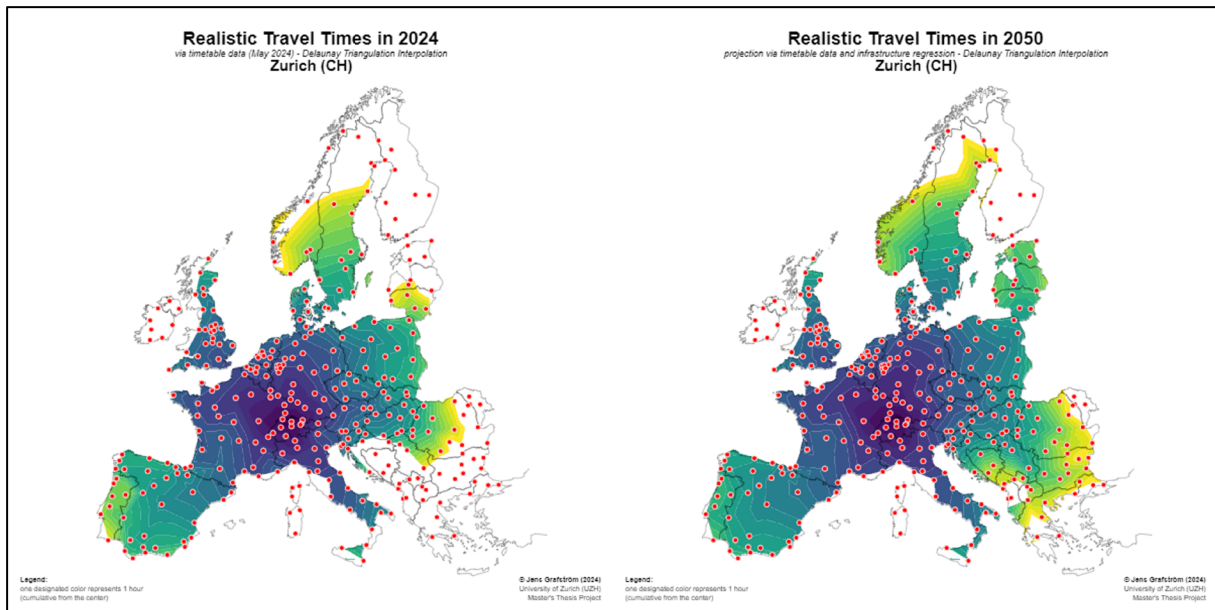 Realistic Travel Times in 2024
via timetable data (May 2024) - Delaunay Triangulation Interpolation
Zurich (CH)
Legend:
one designated color represents 1 hour
(cumulative from the center)
© Jens Grafström (2024)
University of Zurich (UZH)
Master's Thesis Project
Realistic Travel Times in 2050
projection via timetable data and infrastructure regression - Delaunay Triangulation Interpolation
Zurich (CH)
Legend:
one designated color represents 1 hour
(cumulative from the center)
© Jens Grafström (2024)
University of Zurich (UZH)
Master's Thesis Project